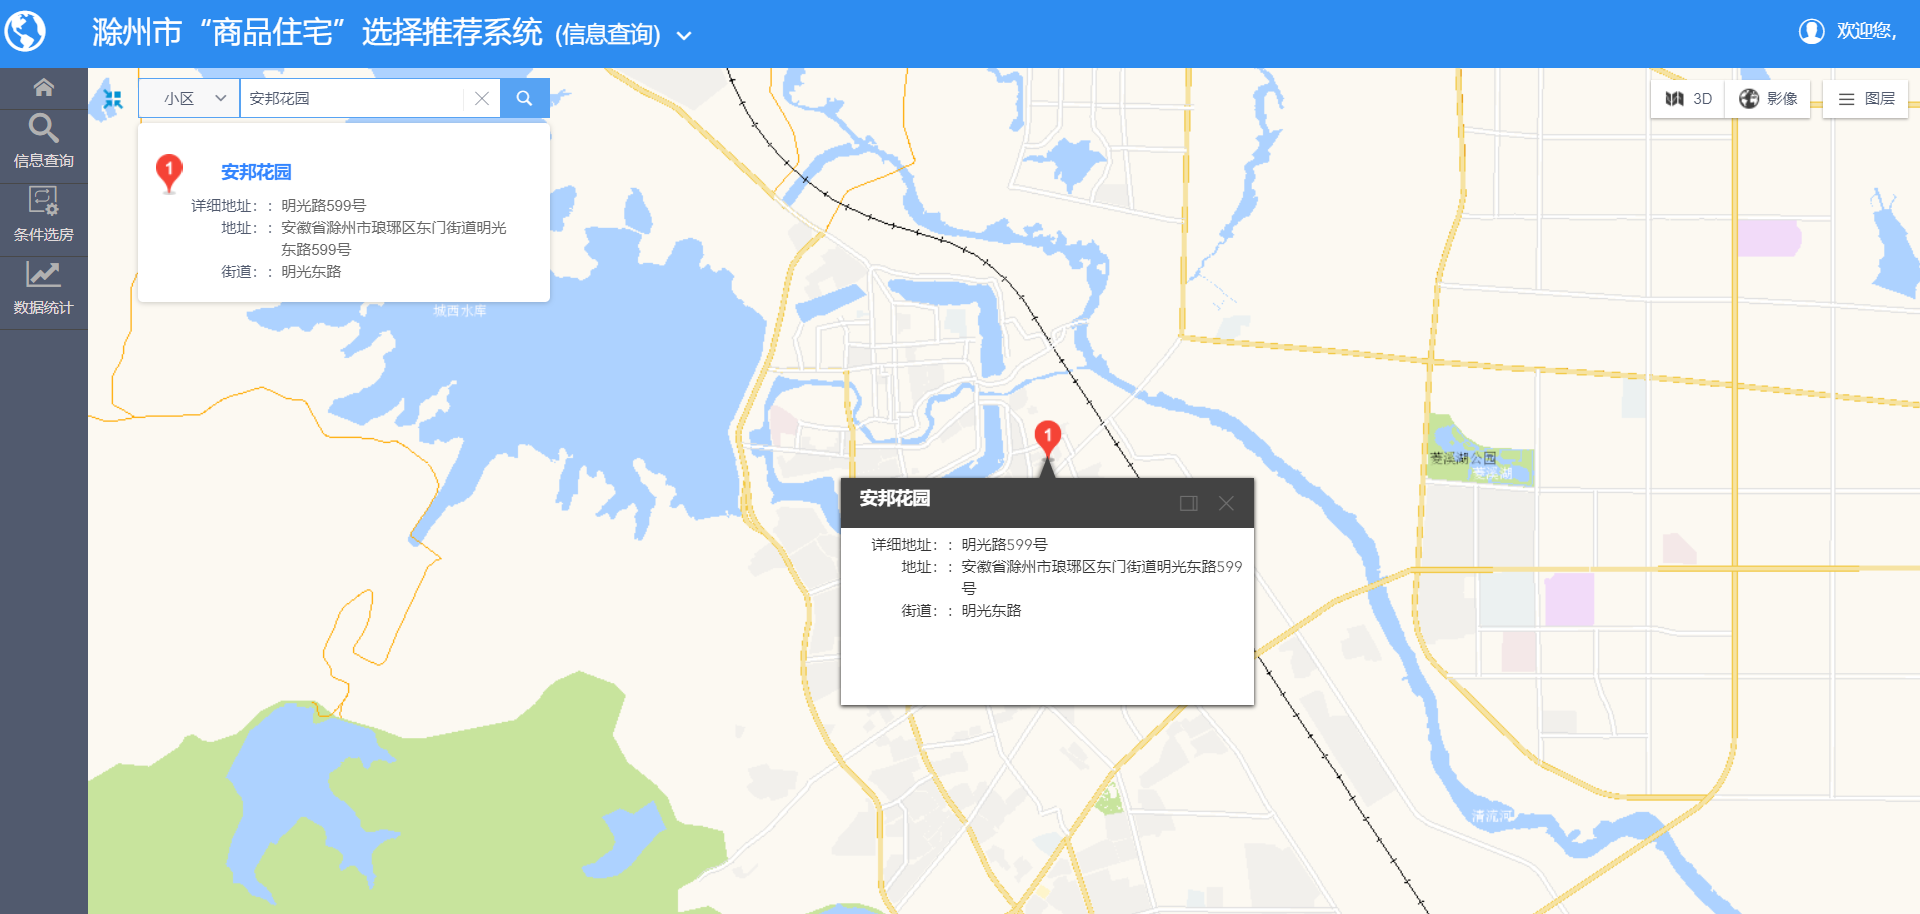 滁州市“商品住宅”选择推荐系统 (信息查询)
欢迎您,
小区
安邦花园
3D
影像
图层
信息查询
条件选房
数据统计
1
安邦花园
详细地址：： 明光路599号
地址：： 安徽省滁州市琅琊区东门街道明光
东路599号
街道：： 明光东路
城西水库
1
安邦花园
详细地址：： 明光路599号
地址：： 安徽省滁州市琅琊区东门街道明光东路599
号
街道：： 明光东路
菱溪湖公园
菱溪湖
清流河